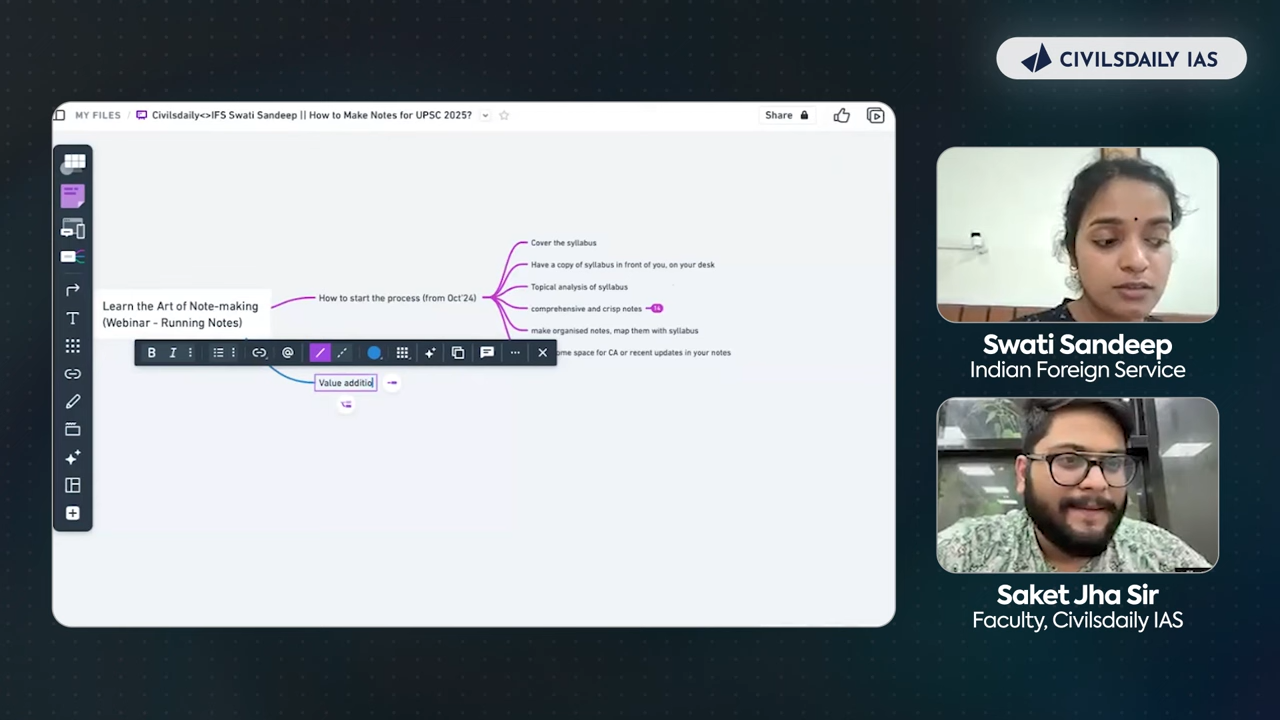 CIVILSDAILY IAS
MY FILES / Civilsdaily<>IFS Swati Sandeep || How to Make Notes for UPSC 2025?
Share
Cover the syllabus
Have a copy of syllabus in front of you, on your desk
Topical analysis of syllabus
How to start the process (from Oct'24)
Learn the Art of Note-making
(Webinar - Running Notes)
comprehensive and crisp notes
make organised notes, map them with syllabus
ome space for CA or recent updates in your notes
B I
Value additio
Swati Sandeep
Indian Foreign Service
Saket Jha Sir
Faculty, Civilsdaily IAS